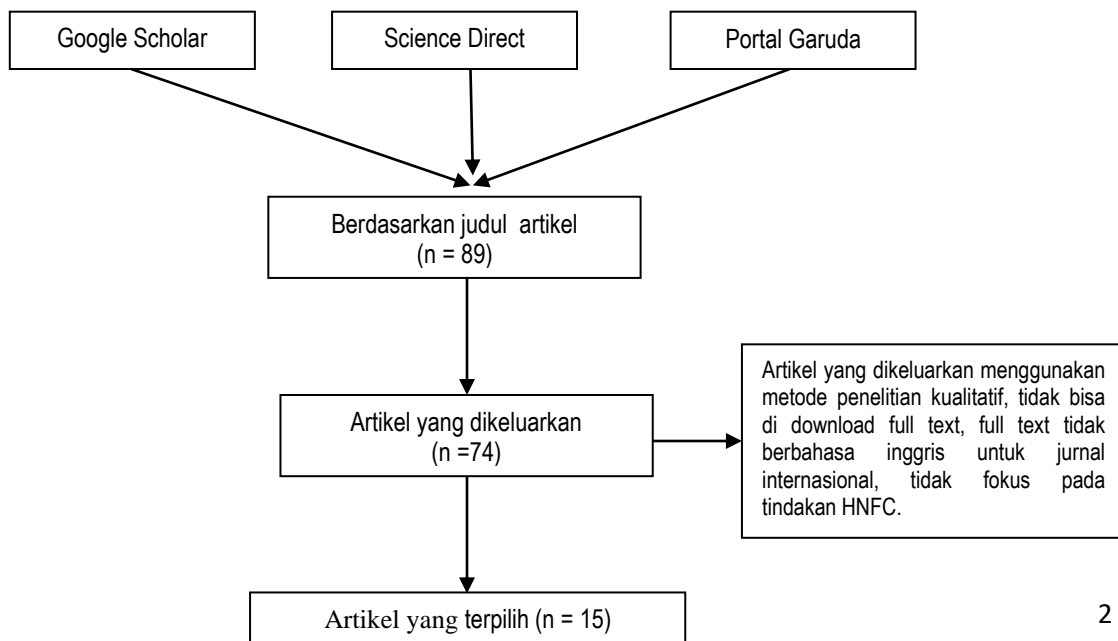 Google Scholar
Science Direct
Portal Garuda
Berdasarkan judul artikel
(n = 89)
Artikel yang dikeluarkan
(n =74)
Artikel yang dikeluarkan menggunakan
metode penelitian kualitatif, tidak bisa
di download full text, full text tidak
berbahasa inggris untuk jurnal
internasional, tidak fokus pada
tindakan HNFC.
Artikel yang terpilih (n = 15)
2